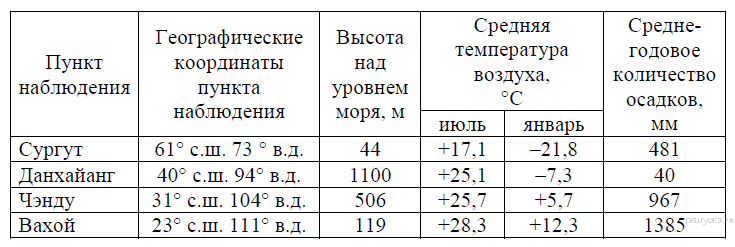 Пункт наблюдения | Географические координаты пункта наблюдения | Высота над уровнем моря, м | Средняя температура воздуха, °С | Средне-годовое количество осадков, мм
июль | январь
Сургут | 61° с.ш. 73 ° в.д. | 44 | +17,1 | –21,8 | 481
Данхайанг | 40° с.ш. 94° в.д. | 1100 | +25,1 | –7,3 | 40
Чэнду | 31° с.ш. 104° в.д. | 506 | +25,7 | +5,7 | 967
Вахой | 23° с.ш. 111° в.д. | 119 | +28,3 | +12,3 | 1385